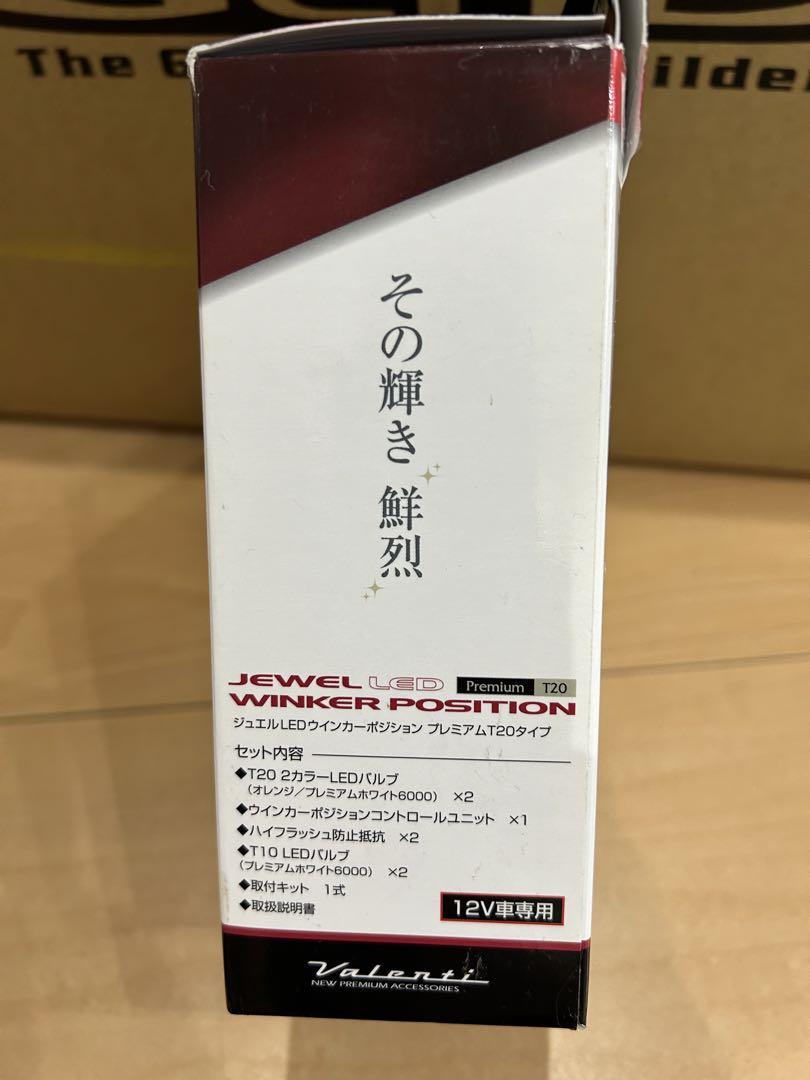 The
ilde
その輝き 鮮烈
JEWEL LED Premium T20
WINKER POSITION
ジュエルLEDウインカーポジション プレミアムT20タイプ
セット内容
◆T20 2カラーLEDバルブ
(オレンジ/プレミアムホワイト6000) ×2
◆ウインカーポジションコントロールユニット ×1
◆ハイフラッシュ防止抵抗 ×2
◆T10 LEDバルブ
(プレミアムホワイト6000) ×2
◆取付キット 1式
◆取扱説明書
12V車専用
Valenti
NEW PREMIUM ACCESSORIES